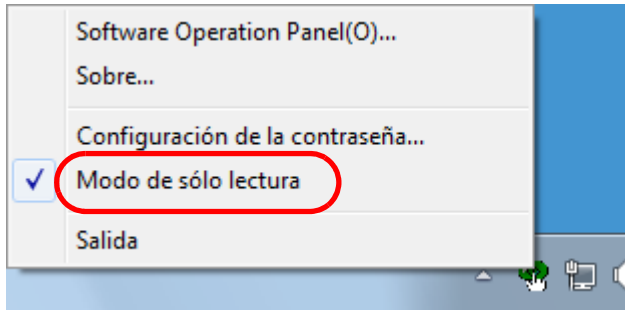 Software Operation Panel(O)...
Sobre...
Configuración de la contraseña...
Modo de sólo lectura
Salida